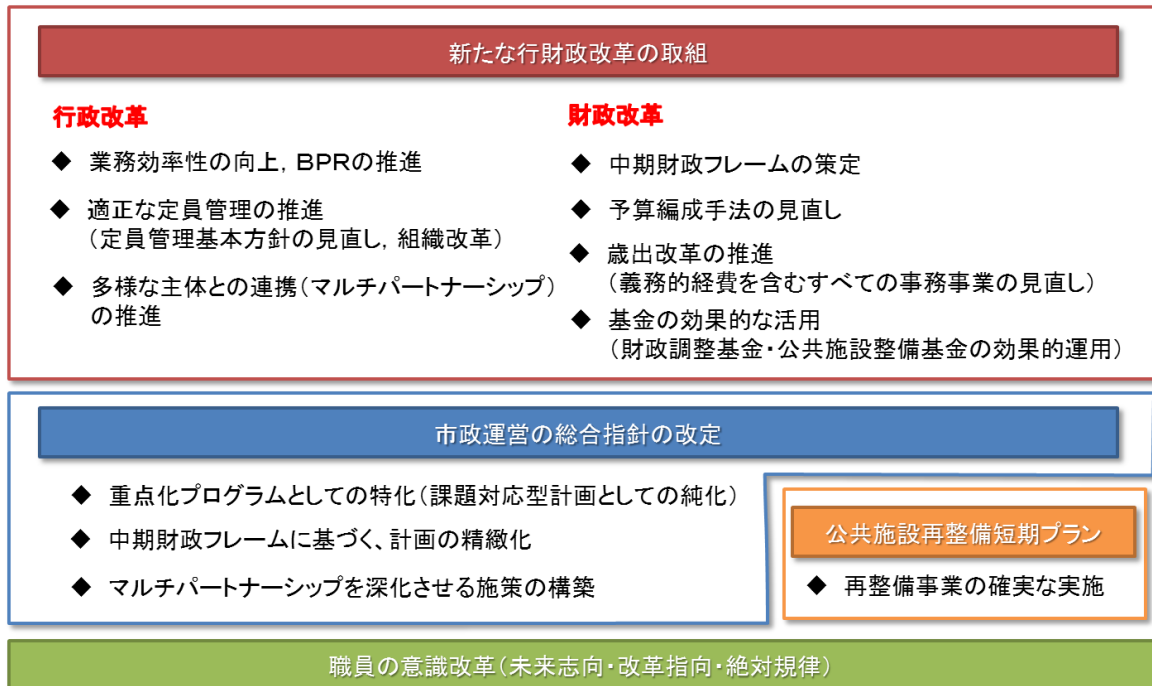 新たな行財政改革の取組
行政改革
◆ 業務効率性の向上，ＢＰＲの推進
◆ 適正な定員管理の推進
（定員管理基本方針の見直し，組織改革）
◆ 多様な主体との連携（マルチパートナーシップ）
の推進
財政改革
◆ 中期財政フレームの策定
◆ 予算編成手法の見直し
◆ 歳出改革の推進
（義務的経費を含むすべての事務事業の見直し）
◆ 基金の効果的な活用
（財政調整基金・公共施設整備基金の効果的運用）
市政運営の総合指針の改定
◆ 重点化プログラムとしての特化（課題対応型計画としての純化）
◆ 中期財政フレームに基づく、計画の精緻化
◆ マルチパートナーシップを深化させる施策の構築
公共施設再整備短期プラン
◆ 再整備事業の確実な実施
職員の意識改革（未来志向・改革指向・絶対規律）